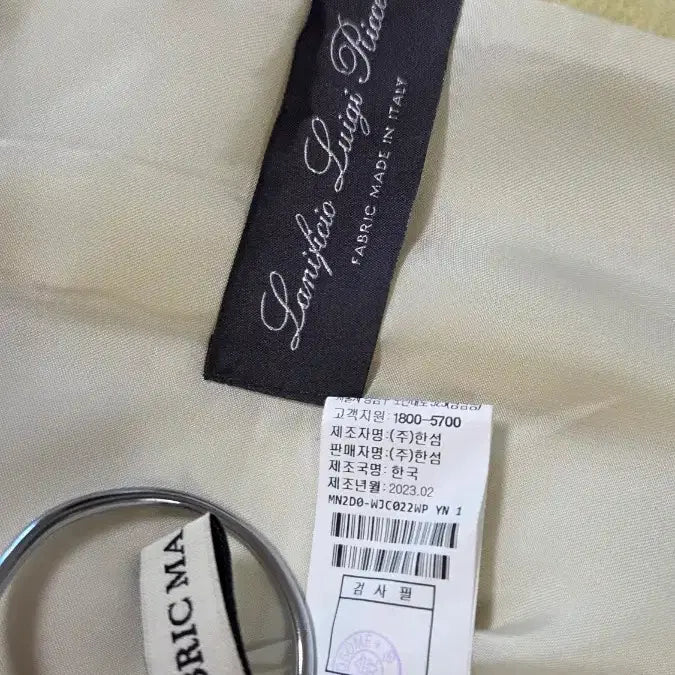 Lanificio Luigi Ricce
FABRIC MADE IN ITALY
고객지원: 1800-5700
제조자명:(주)한섬
판매자명:(주)한섬
제조국명: 한국
제조년월: 2023.02
MN2D0-WJC022WP YN 1
검 사 필
BRIC MA